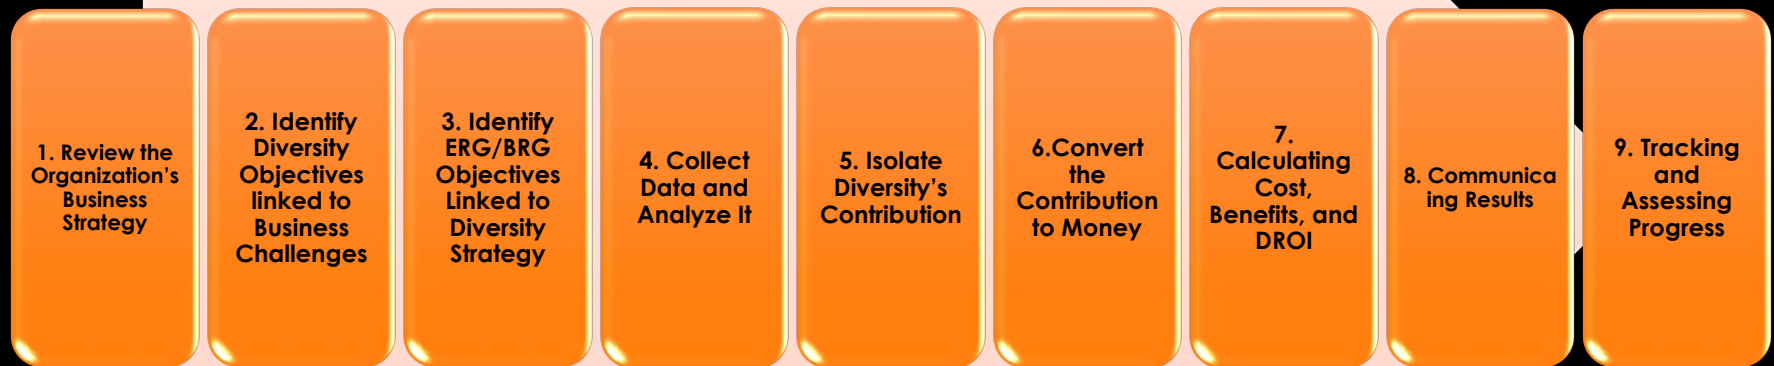 1. Review the
Organization's
Business
Strategy
2. Identify
Diversity
Objectives
linked to
Business
Challenges
3. Identify
ERG/BRG
Objectives
Linked to
Diversity
Strategy
4. Collect
Data and
Analyze It
5. Isolate
Diversity's
Contribution
6.Convert
the
Contribution
to Money
7.
Calculating
Cost,
Benefits, and
DROI
8. Communica
ing Results
9. Tracking
and
Assessing
Progress